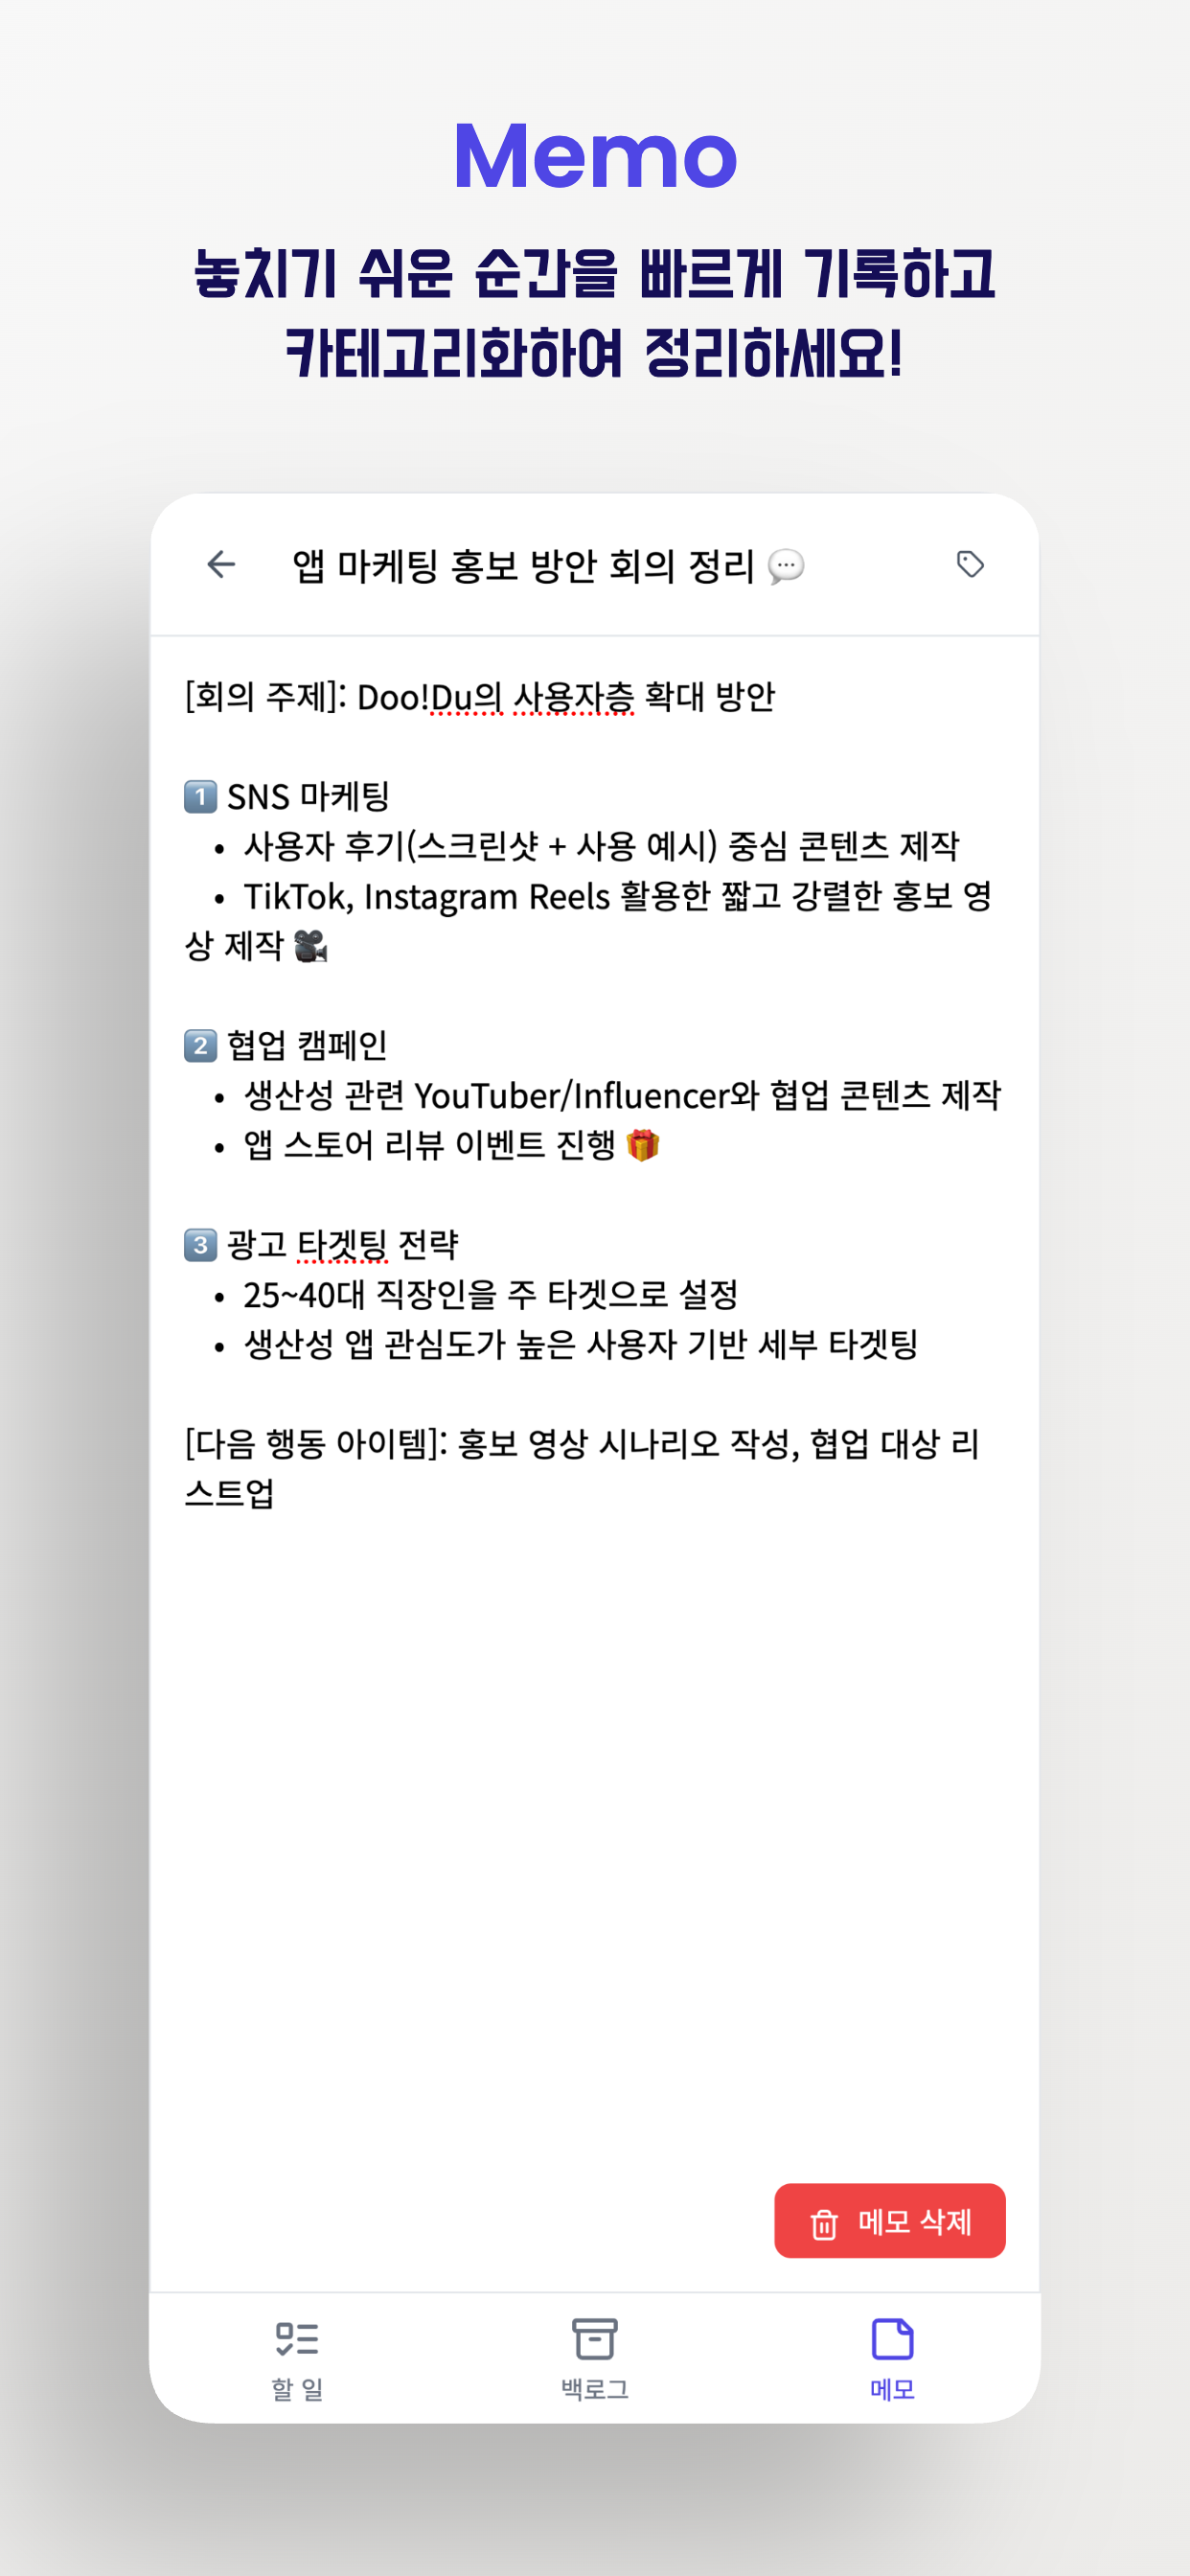 Memo
놓치기 쉬운 순간을 빠르게 기록하고
카테고리화하여 정리하세요!
앱 마케팅 홍보 방안 회의 정리 💬
[회의 주제]: Doo!Du의 사용자층 확대 방안
1️⃣ SNS 마케팅
• 사용자 후기(스크린샷 + 사용 예시) 중심 콘텐츠 제작
• TikTok, Instagram Reels 활용한 짧고 강렬한 홍보 영
상 제작 🎥
2️⃣ 협업 캠페인
• 생산성 관련 YouTuber/Influencer와 협업 콘텐츠 제작
• 앱 스토어 리뷰 이벤트 진행 🎁
3️⃣ 광고 타겟팅 전략
• 25~40대 직장인을 주 타겟으로 설정
• 생산성 앱 관심도가 높은 사용자 기반 세부 타겟팅
[다음 행동 아이템]: 홍보 영상 시나리오 작성, 협업 대상 리
스트업
메모 삭제
할 일
백로그
메모